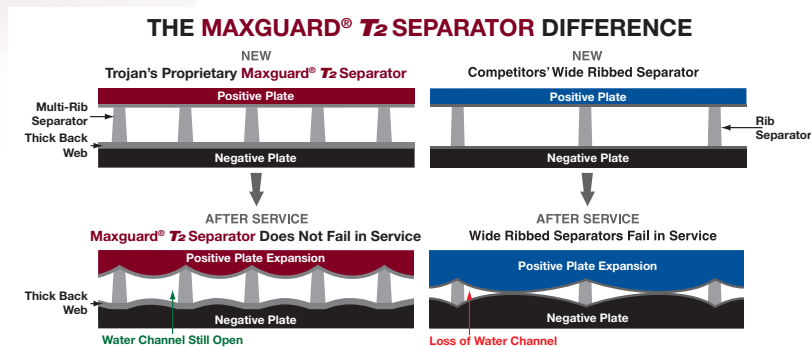 THE MAXGUARD® T2 SEPARATOR DIFFERENCE
NEW
Trojan's Proprietary Maxguard® T2 Separator
Positive Plate
Multi-Rib
Separator
Thick Back
Web
Negative Plate
NEW
Competitors' Wide Ribbed Separator
Positive Plate
Rib
Separator
Negative Plate
AFTER SERVICE
Maxguard® T2 Separator Does Not Fail in Service
Positive Plate Expansion
Thick Back
Web
Negative Plate
Water Channel Still Open
AFTER SERVICE
Wide Ribbed Separators Fail in Service
Positive Plate Expansion
Negative Plate
Loss of Water Channel